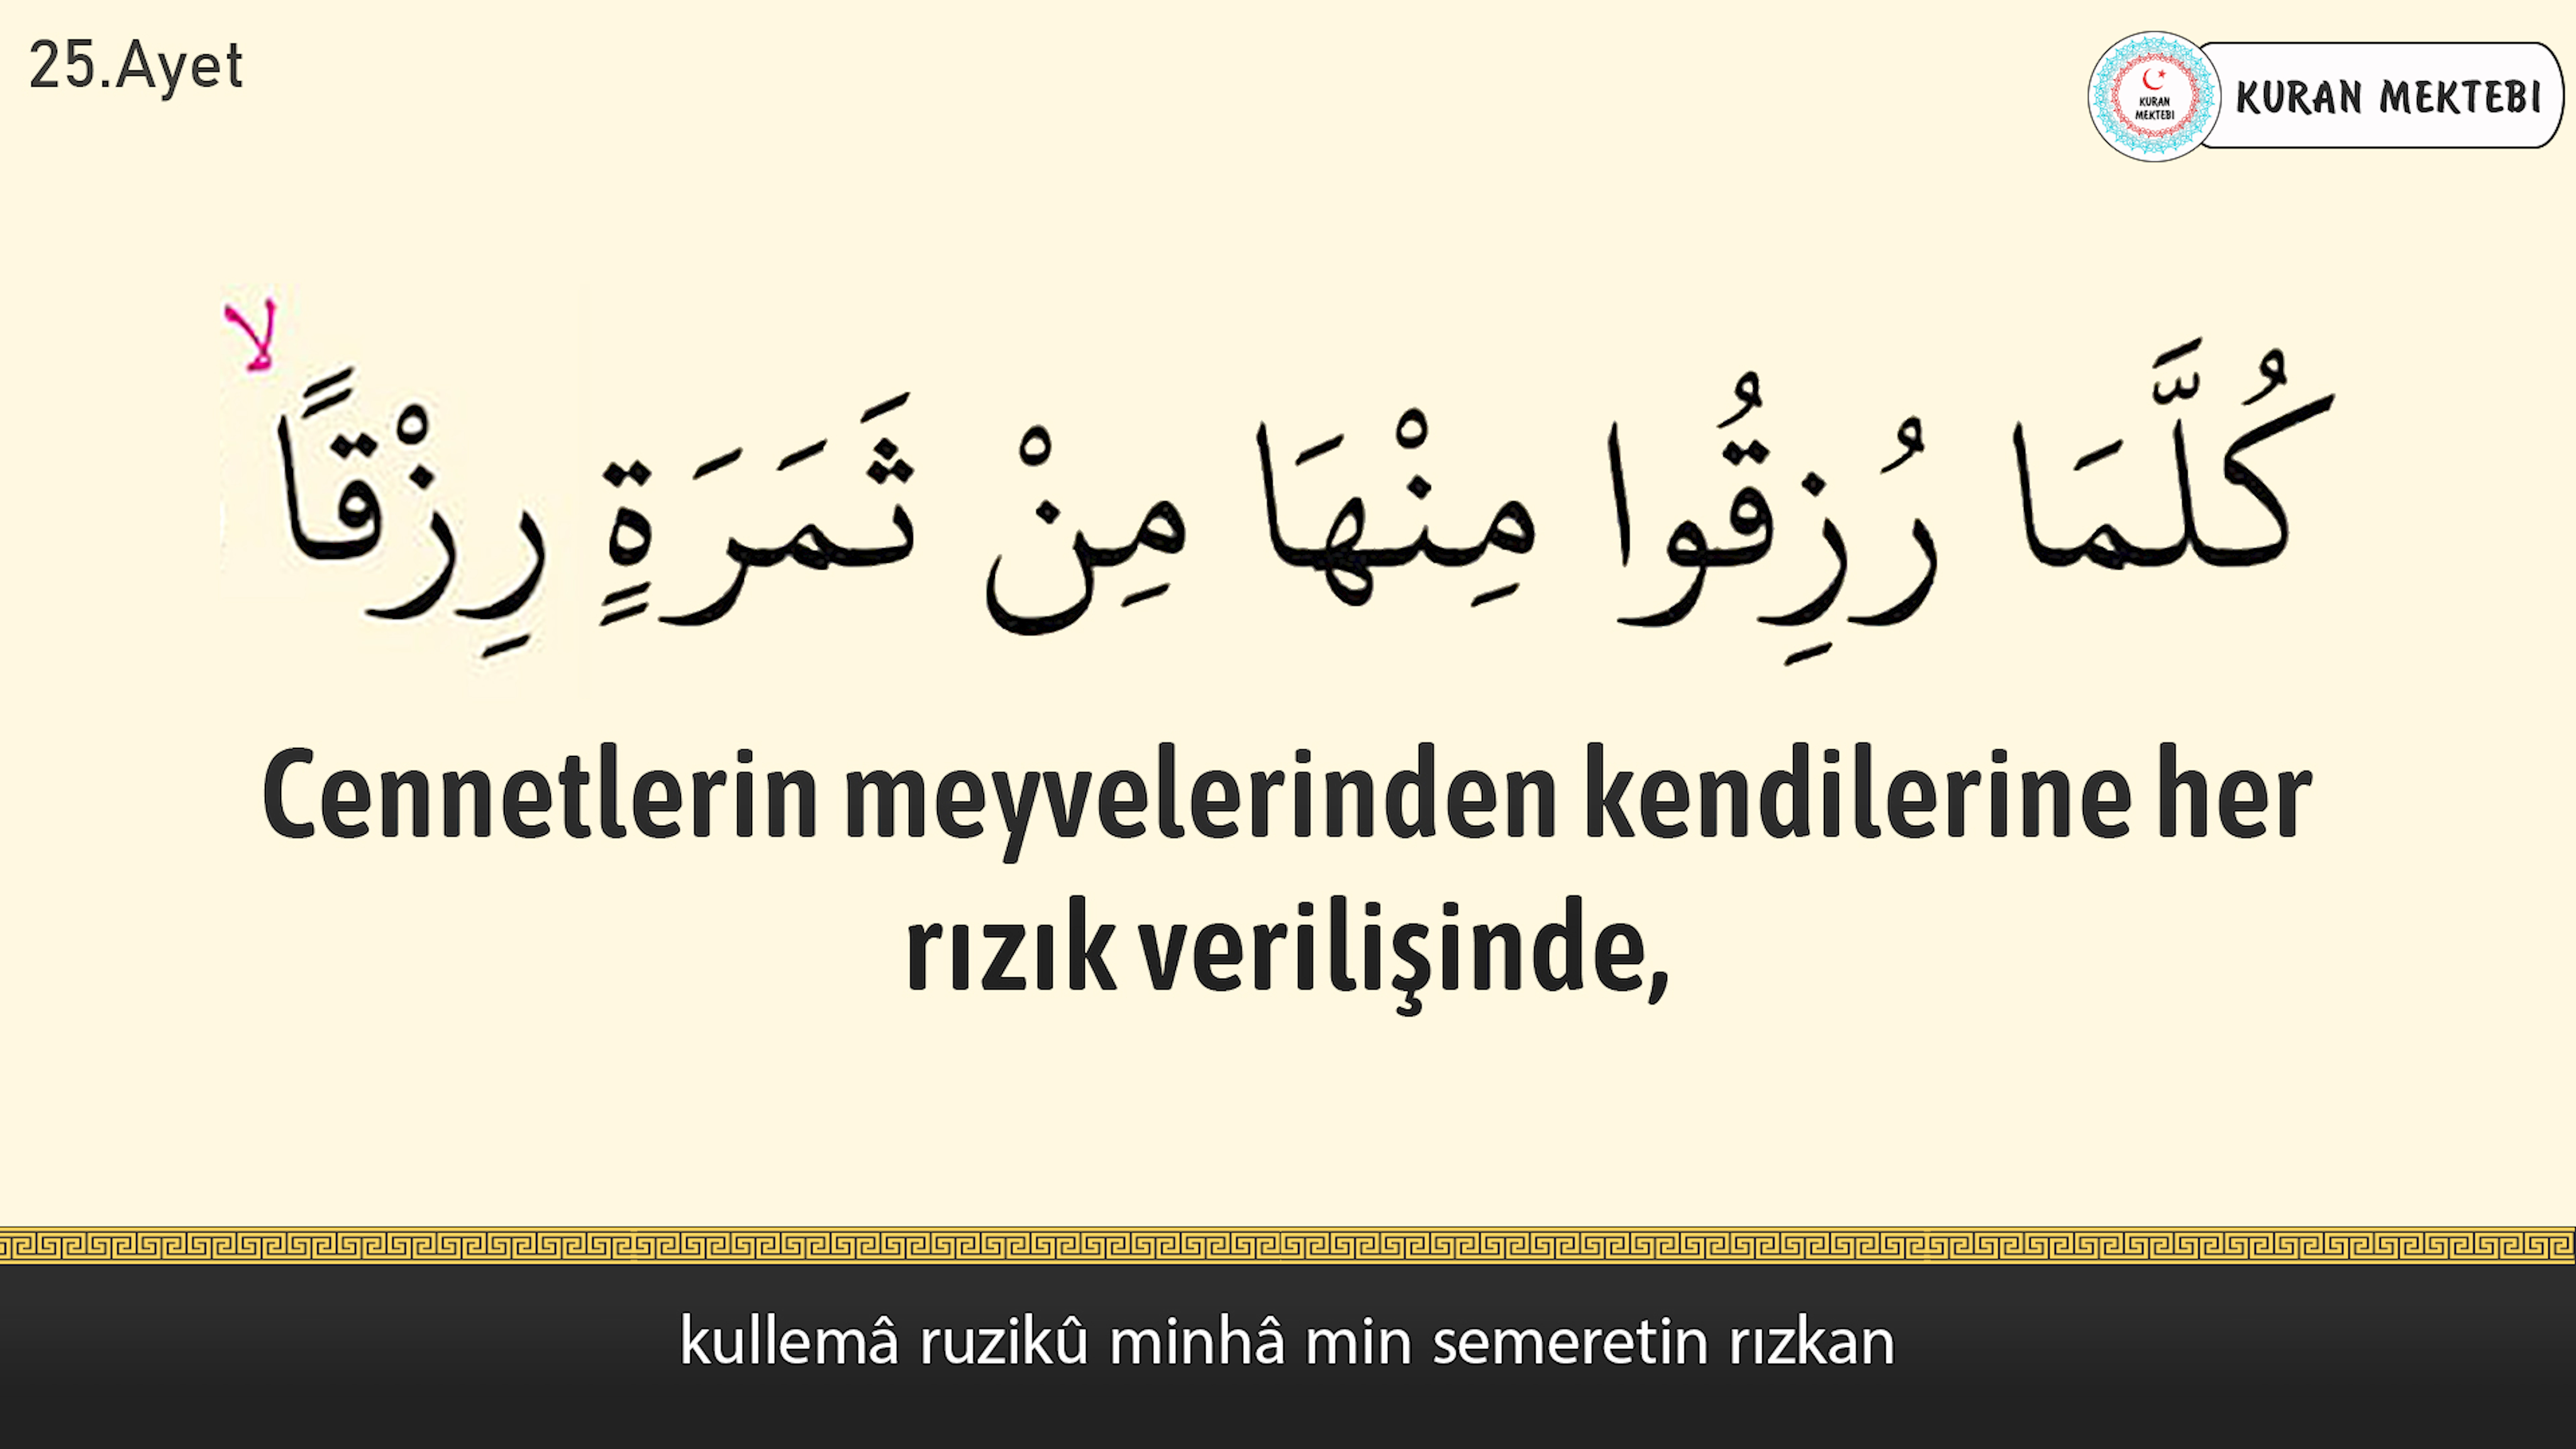 25.Ayet
KURAN
MEKTEBI
KURAN MEKTEBI
كُلَّمَا رُزِقُوا مِنْهَا مِنْ ثَمَرَةٍ رِزْقًاۙ
Cennetlerin meyvelerinden kendilerine her
rızık verilişinde,
kullemâ ruzikû minhâ min semeretin rızkan